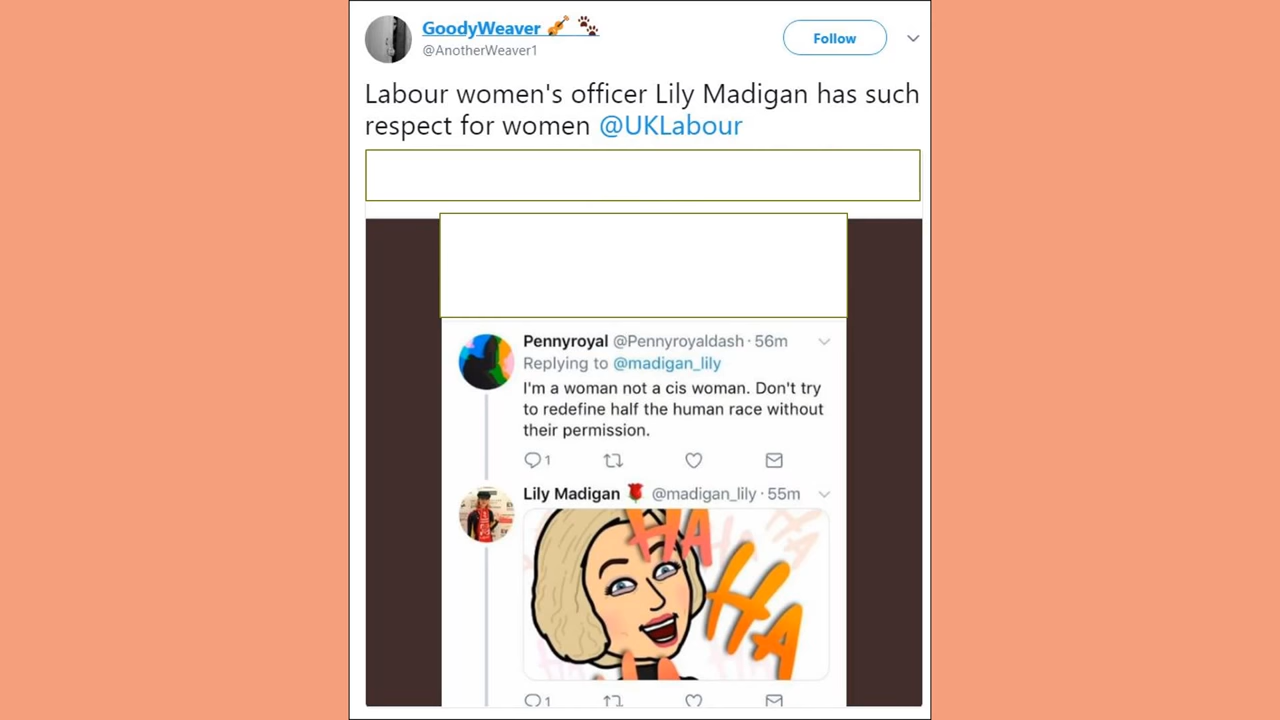 GoodyWeaver 🎻 🐾
@AnotherWeaver1
Follow
Labour women's officer Lily Madigan has such
respect for women @UKLabour
Pennyroyal @Pennyroyaldash · 56m
Replying to @madigan_lily
I'm a woman not a cis woman. Don't try
to redefine half the human race without
their permission.
1
Lily Madigan 🌹 @madigan_lily · 55m
HA
HA
1